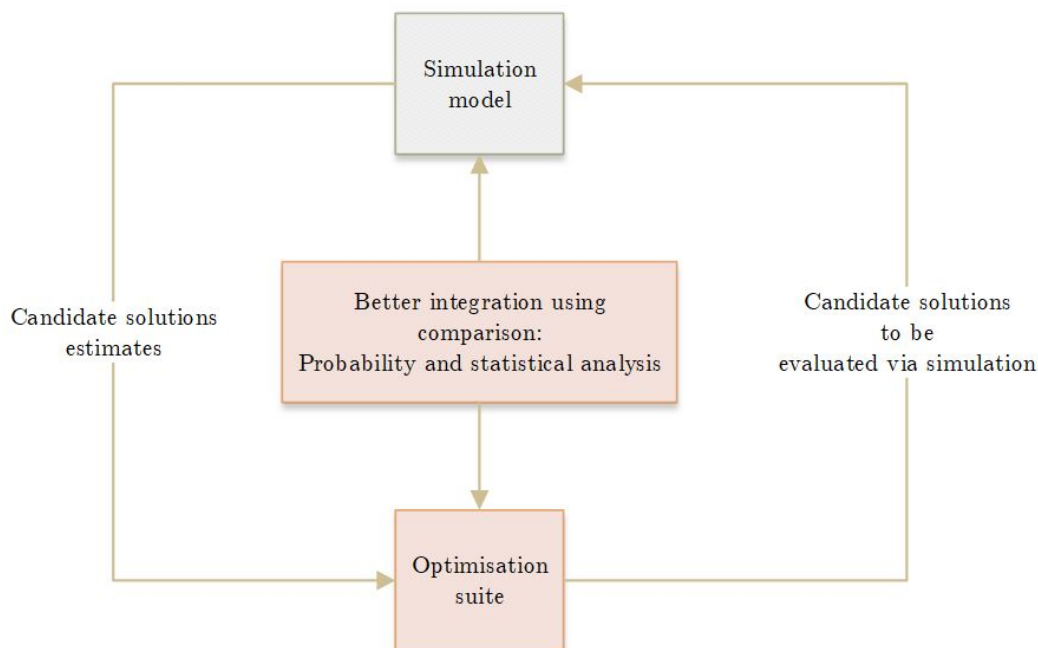 Simulation
model
Better integration using
comparison:
Probability and statistical analysis
Candidate solutions
estimates
Candidate solutions
to be
evaluated via simulation
Optimisation
suite